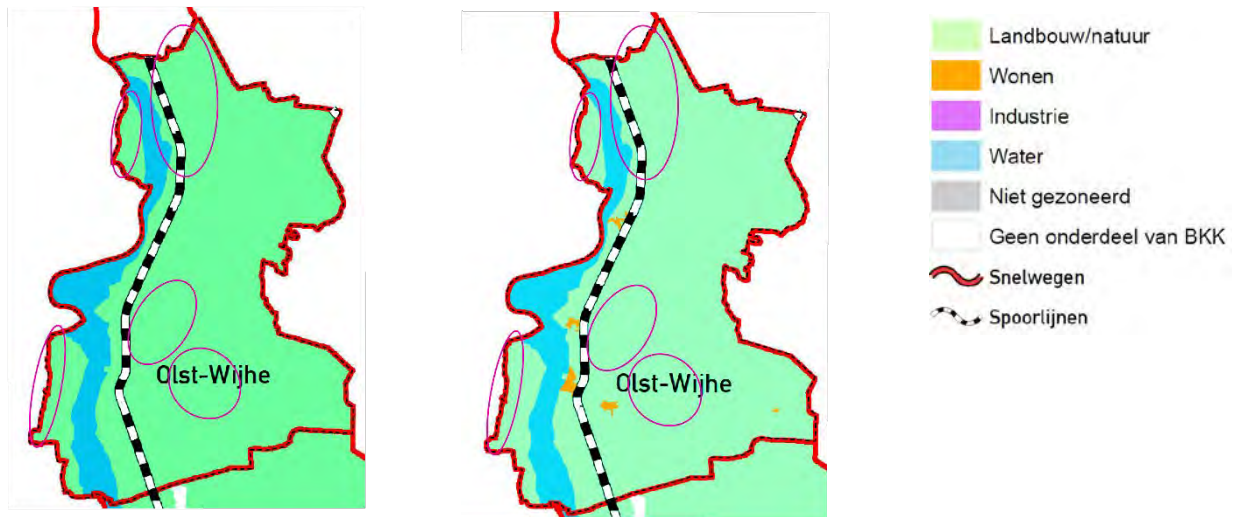 Olst-Wijhe
Olst-Wijhe
Landbouw/natuur
Wonen
Industrie
Water
Niet gezoneerd
Geen onderdeel van BKK
Snelwegen
Spoorlijnen